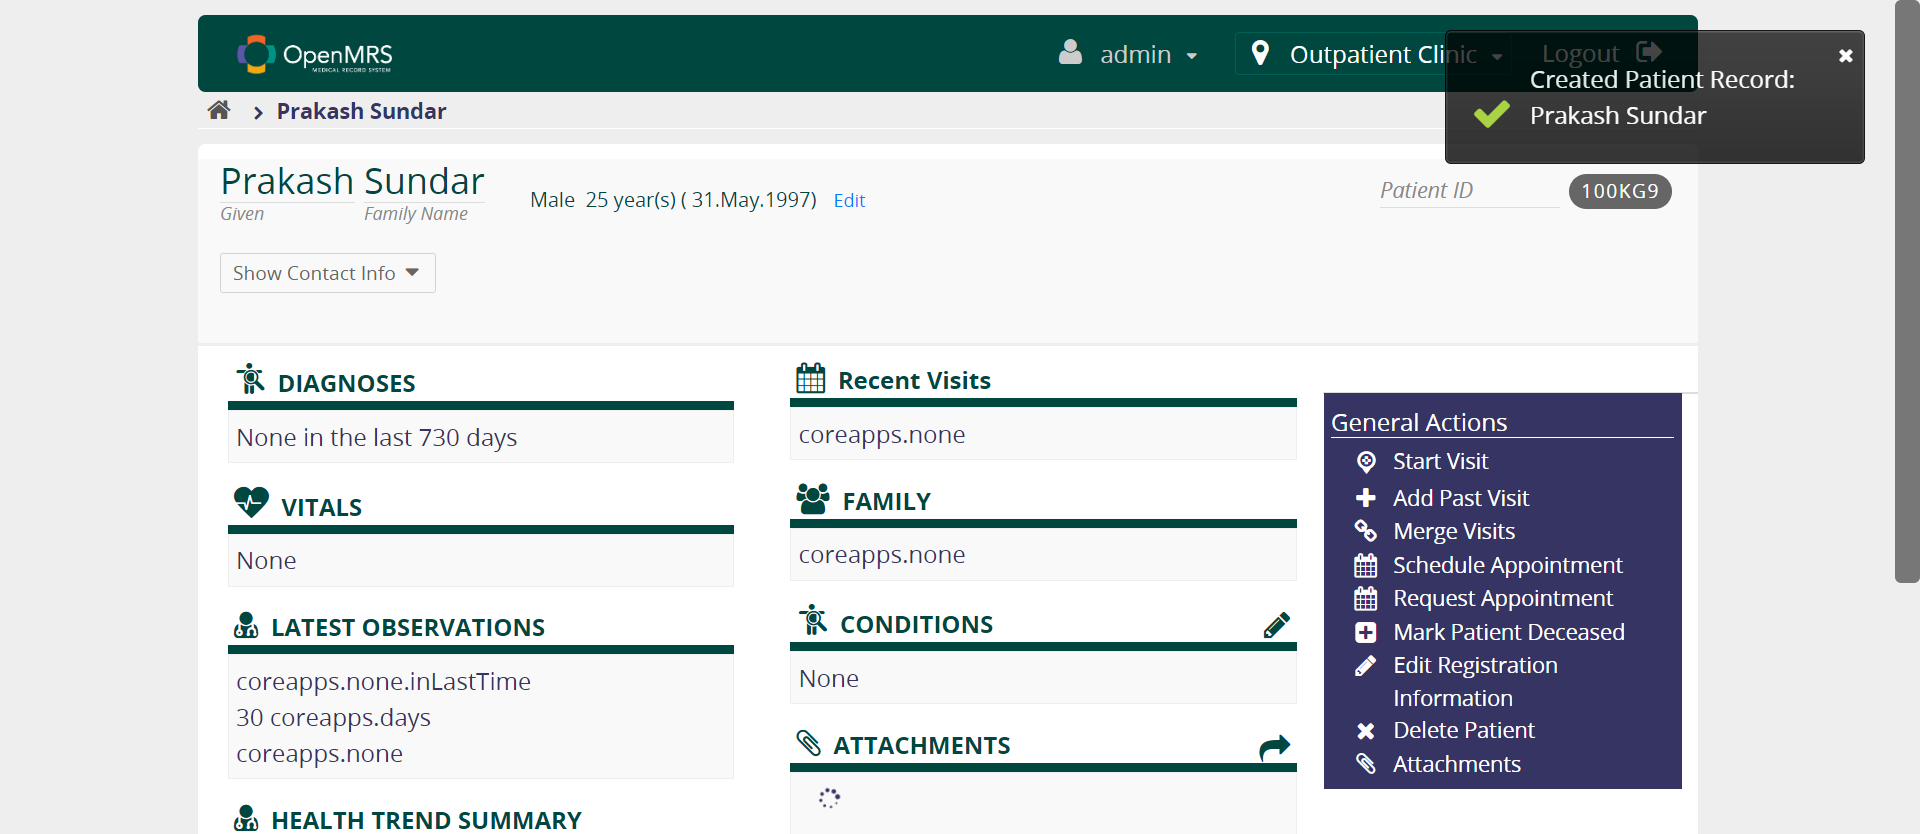 OpenMRS
MEDICAL RECORD SYSTEM
admin
Outpatient Clinic
Logout
Created Patient Record:
Prakash Sundar
Prakash Sundar
Prakash Sundar
Given
Family Name
Male 25 year(s) ( 31.May.1997) Edit
Patient ID
100KG9
Show Contact Info
DIAGNOSES
None in the last 730 days
VITALS
None
LATEST OBSERVATIONS
coreapps.none.inLastTime
30 coreapps.days
coreapps.none
HEALTH TREND SUMMARY
Recent Visits
coreapps.none
FAMILY
coreapps.none
CONDITIONS
None
ATTACHMENTS
General Actions
Start Visit
Add Past Visit
Merge Visits
Schedule Appointment
Request Appointment
Mark Patient Deceased
Edit Registration
Information
Delete Patient
Attachments